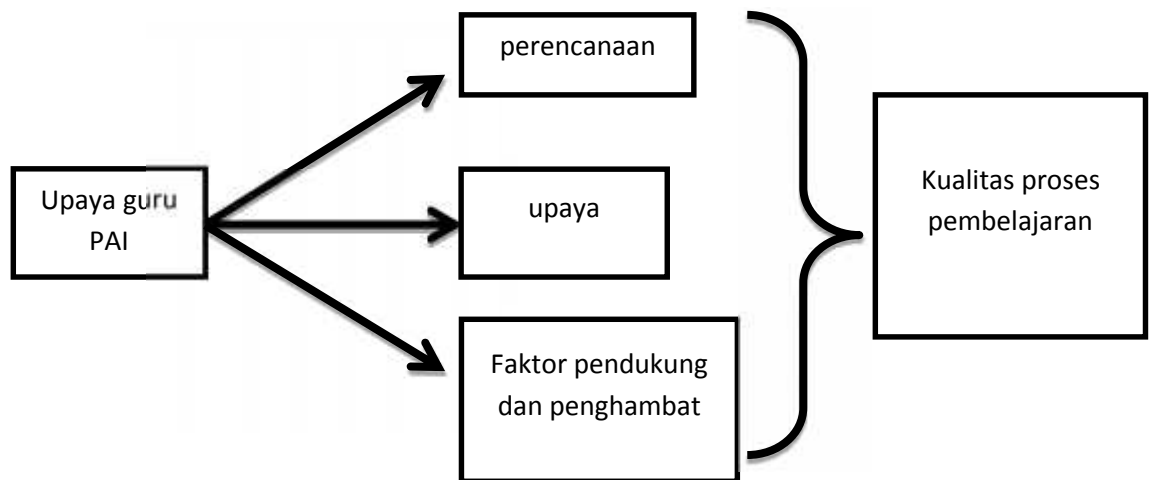 perencanaan
Upaya guru
PAI
upaya
Faktor pendukung
dan penghambat
Kualitas proses
pembelajaran